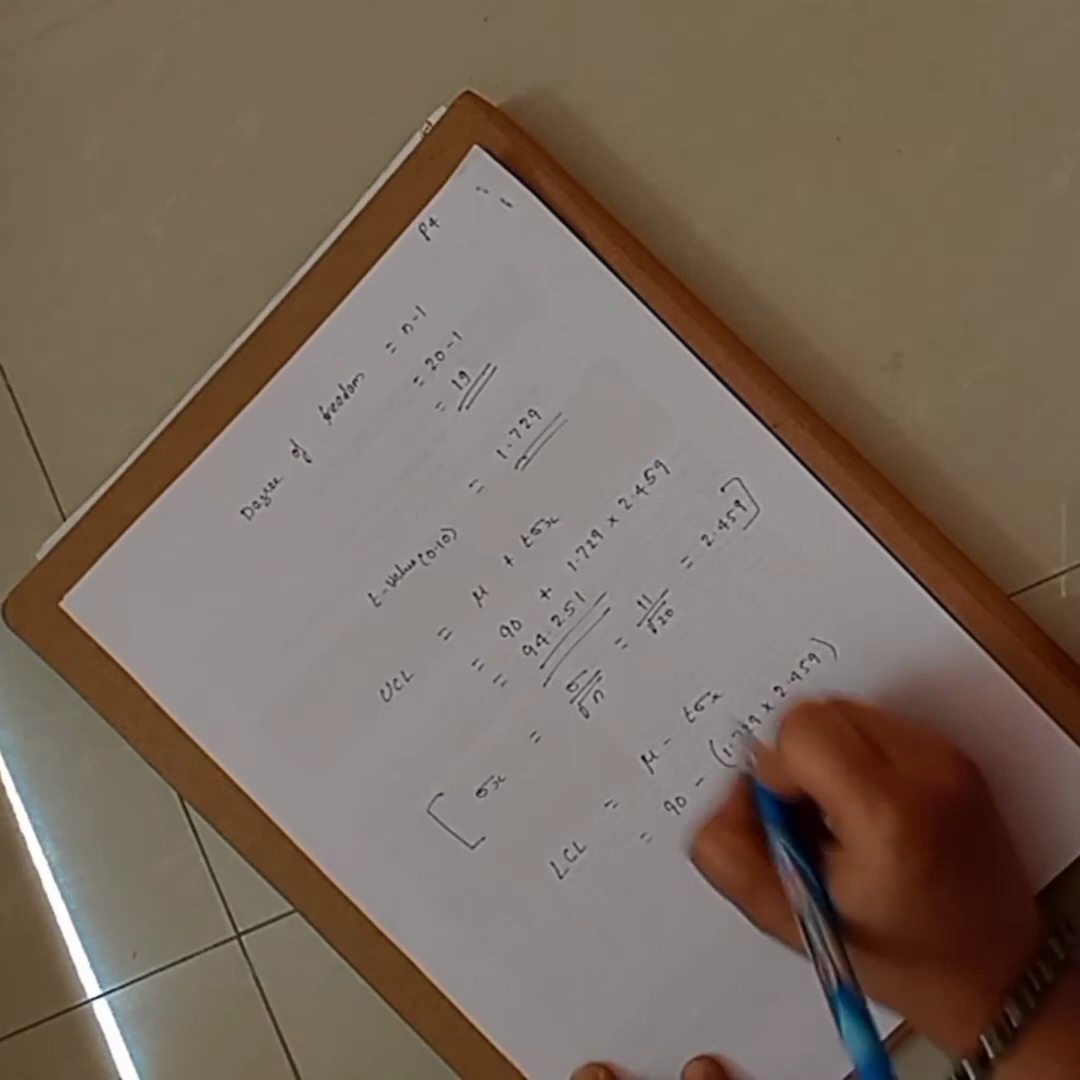 P4
Degree of freedom = n-1
= 20-1
= 19
t-value(0.10) = 1.729
UCL = μ + tσx
= 90 + 1.729 × 2.459
= 94.251
[ σx = σ/√n = 11/√20 = 2.459 ]
LCL = μ - tσx
= 90 - (1.729 × 2.459)